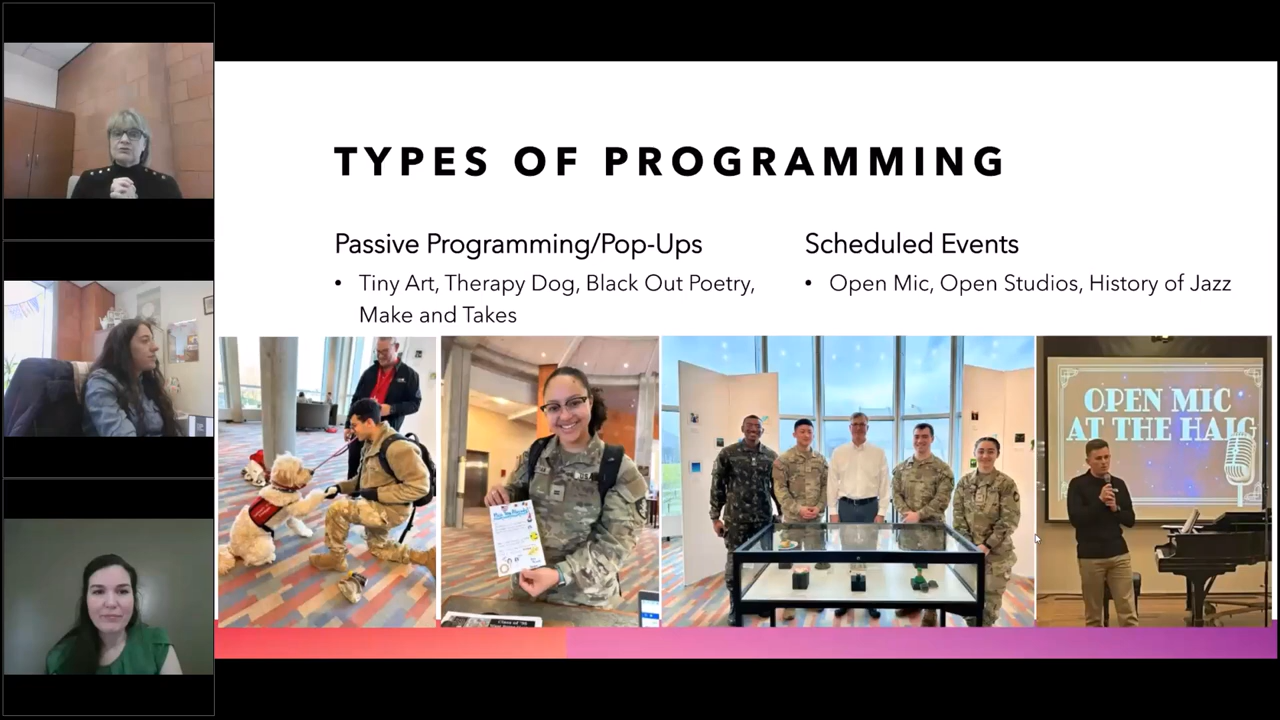 TYPES OF PROGRAMMING
Passive Programming/Pop-Ups
• Tiny Art, Therapy Dog, Black Out Poetry,
Make and Takes
Scheduled Events
• Open Mic, Open Studios, History of Jazz
OPEN MIC
AT THE HAIG